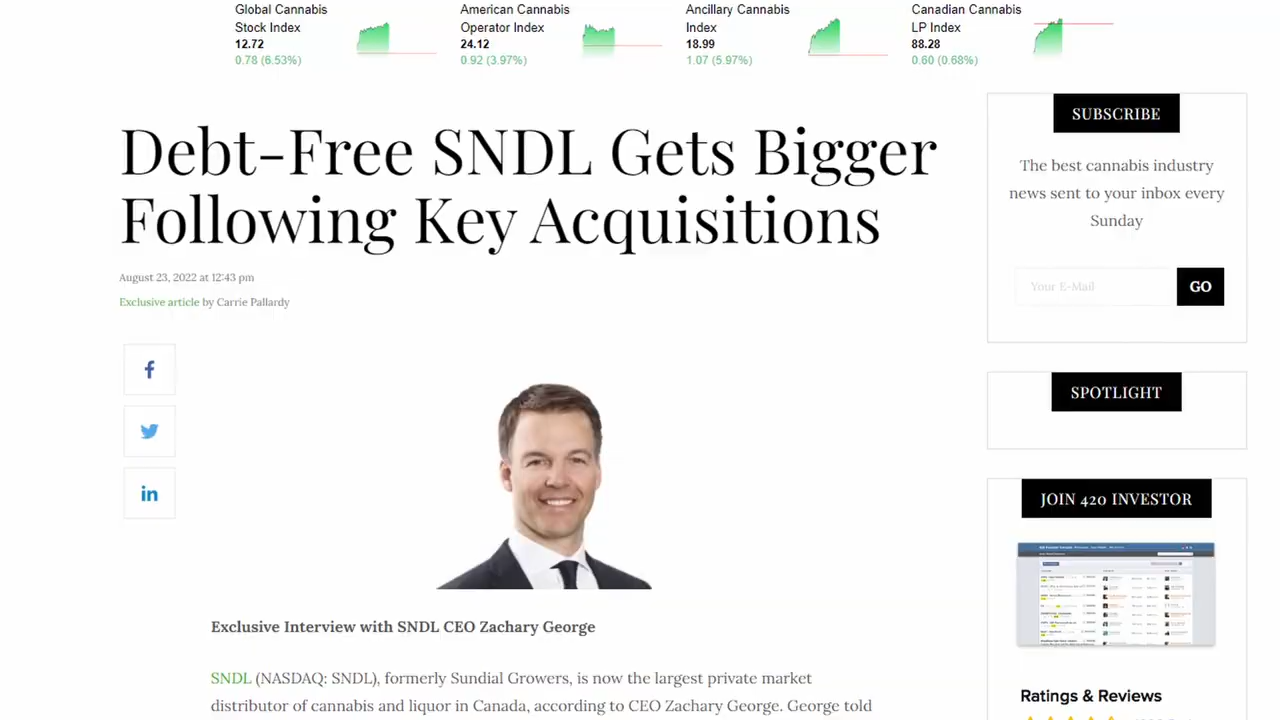 Global Cannabis
Stock Index
12.72
0.78 (6.53%)
American Cannabis
Operator Index
24.12
0.92 (3.97%)
Ancillary Cannabis
Index
18.99
1.07 (5.97%)
Canadian Cannabis
LP Index
88.28
0.60 (0.68%)
Debt-Free SNDL Gets Bigger
Following Key Acquisitions
August 23, 2022 at 12:43 pm
Exclusive article by Carrie Pallardy
Exclusive Interview with SNDL CEO Zachary George
SNDL (NASDAQ: SNDL), formerly Sundial Growers, is now the largest private market
distributor of cannabis and liquor in Canada, according to CEO Zachary George. George told
SUBSCRIBE
The best cannabis industry
news sent to your inbox every
Sunday
Your E-Mail
GO
SPOTLIGHT
JOIN 420 INVESTOR
Ratings & Reviews